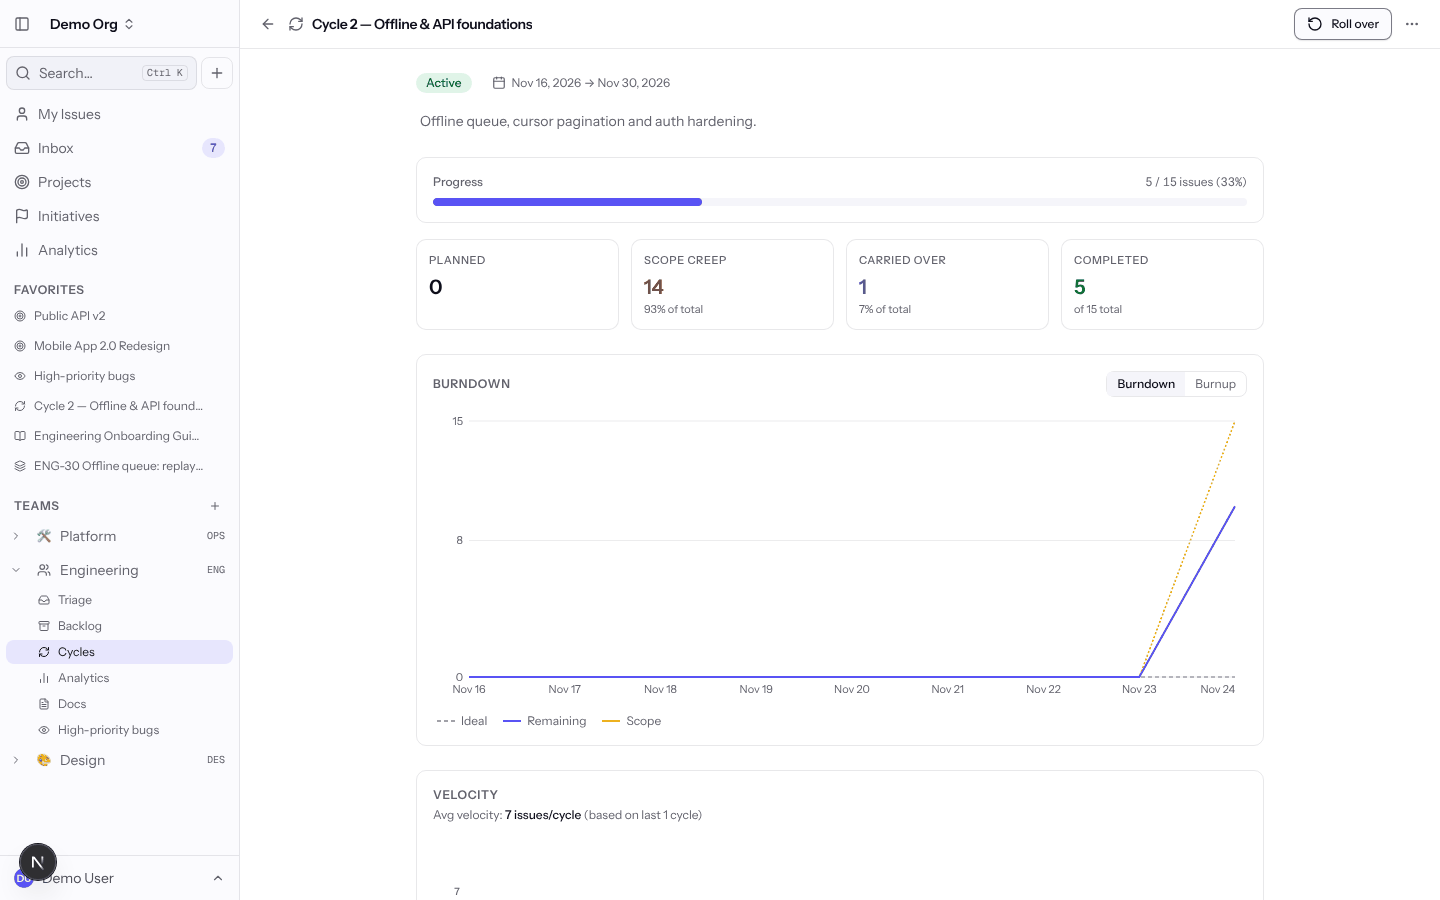 Demo Org
Search...
Ctrl K
My Issues
Inbox
7
Projects
Initiatives
Analytics
FAVORITES
Public API v2
Mobile App 2.0 Redesign
High-priority bugs
Cycle 2 — Offline & API found...
Engineering Onboarding Gui...
ENG-30 Offline queue: replay...
TEAMS
Platform
OPS
Engineering
ENG
Triage
Backlog
Cycles
Analytics
Docs
High-priority bugs
Design
DES
Demo User
Cycle 2 — Offline & API foundations
Roll over
Active
Nov 16, 2026 → Nov 30, 2026
Offline queue, cursor pagination and auth hardening.
Progress
5 / 15 issues (33%)
PLANNED
0
SCOPE CREEP
14
93% of total
CARRIED OVER
1
7% of total
COMPLETED
5
of 15 total
BURNDOWN
Burndown
Burnup
15
8
0
Nov 16
Nov 17
Nov 18
Nov 19
Nov 20
Nov 21
Nov 22
Nov 23
Nov 24
Ideal
Remaining
Scope
VELOCITY
Avg velocity: 7 issues/cycle (based on last 1 cycle)
7